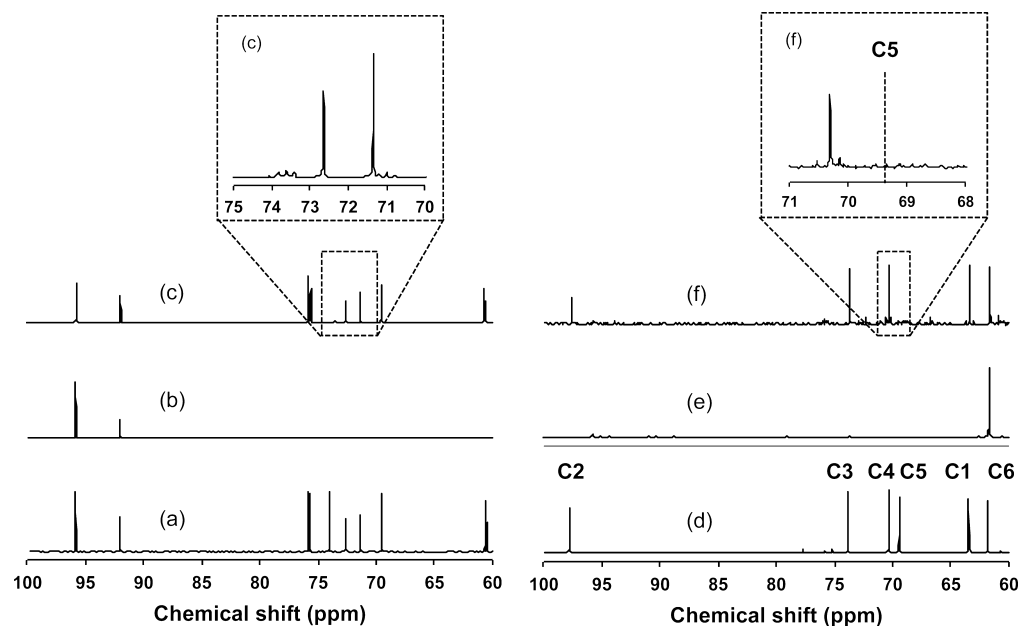 (c)
75 74 73 72 71 70
(f)
C5
71 70 69 68
(c)
(b)
(a)
100 95 90 85 80 75 70 65 60
Chemical shift (ppm)
(f)
(e)
C2 C3 C4 C5 C1 C6
(d)
100 95 90 85 80 75 70 65 60
Chemical shift (ppm)